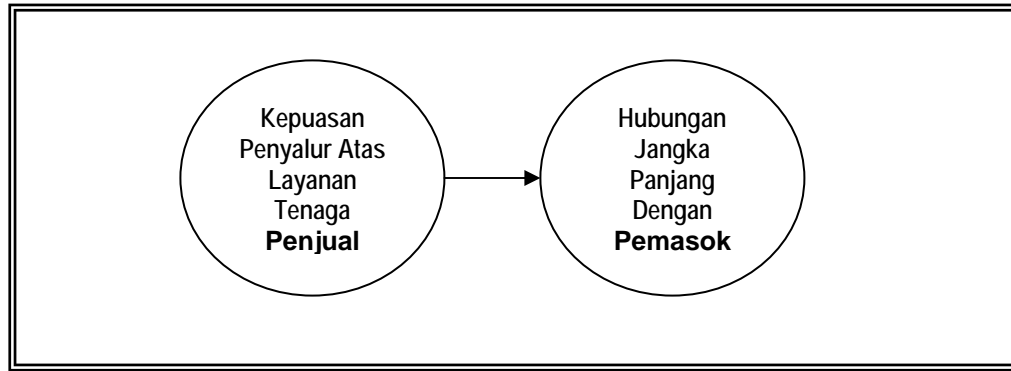 Kepuasan
Penyalur Atas
Layanan
Tenaga
Penjual
Hubungan
Jangka
Panjang
Dengan
Pemasok